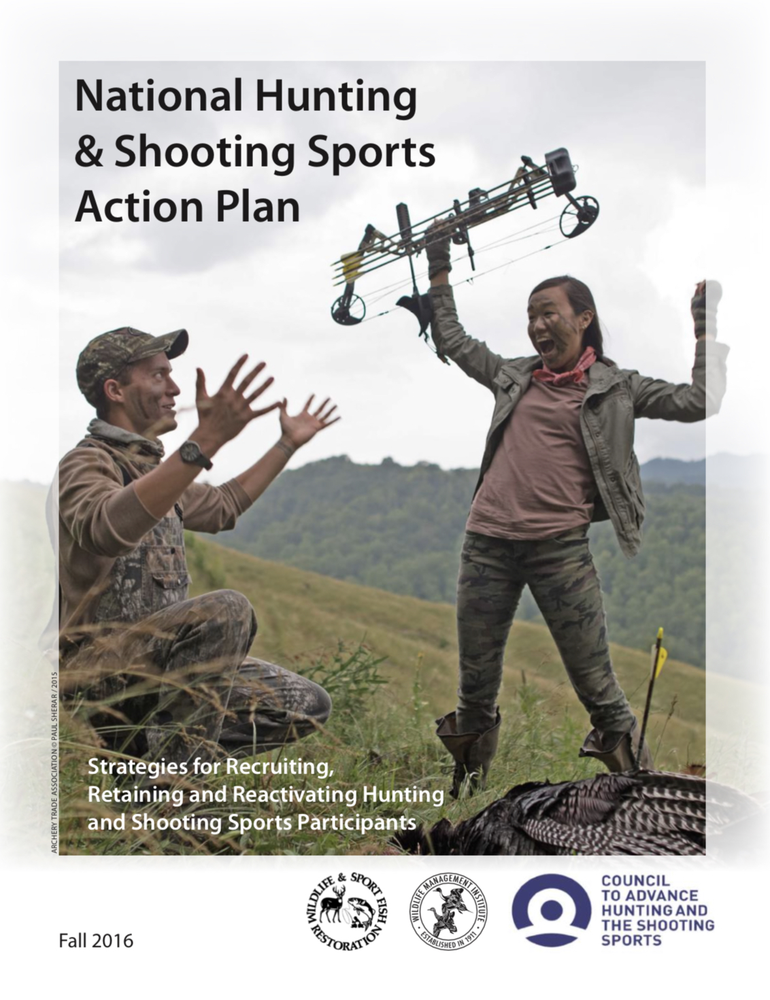 National Hunting
& Shooting Sports
Action Plan
ARCHERY TRADE ASSOCIATION © PAUL SHERAR / 2015
Strategies for Recruiting,
Retaining and Reactivating Hunting
and Shooting Sports Participants
Fall 2016
WILDLIFE & SPORT FISH
RESTORATION
WILDLIFE MANAGEMENT INSTITUTE
• ESTABLISHED IN 1911 •
COUNCIL
TO ADVANCE
HUNTING AND
THE SHOOTING
SPORTS